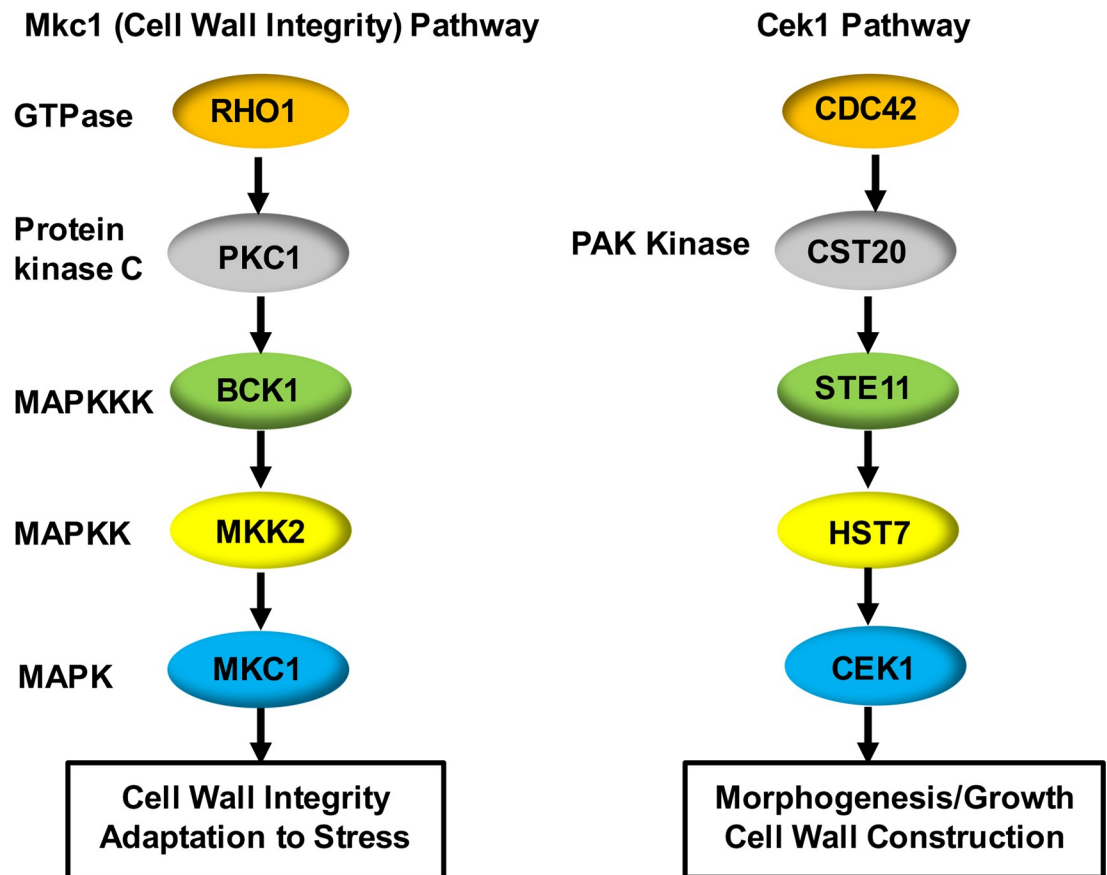 Mkc1 (Cell Wall Integrity) Pathway
Cek1 Pathway
GTPase
RHO1
CDC42
Protein
kinase C
PKC1
PAK Kinase
CST20
MAPKKK
BCK1
STE11
MAPKK
MKK2
HST7
MAPK
MKC1
CEK1
Cell Wall Integrity
Adaptation to Stress
Morphogenesis/Growth
Cell Wall Construction